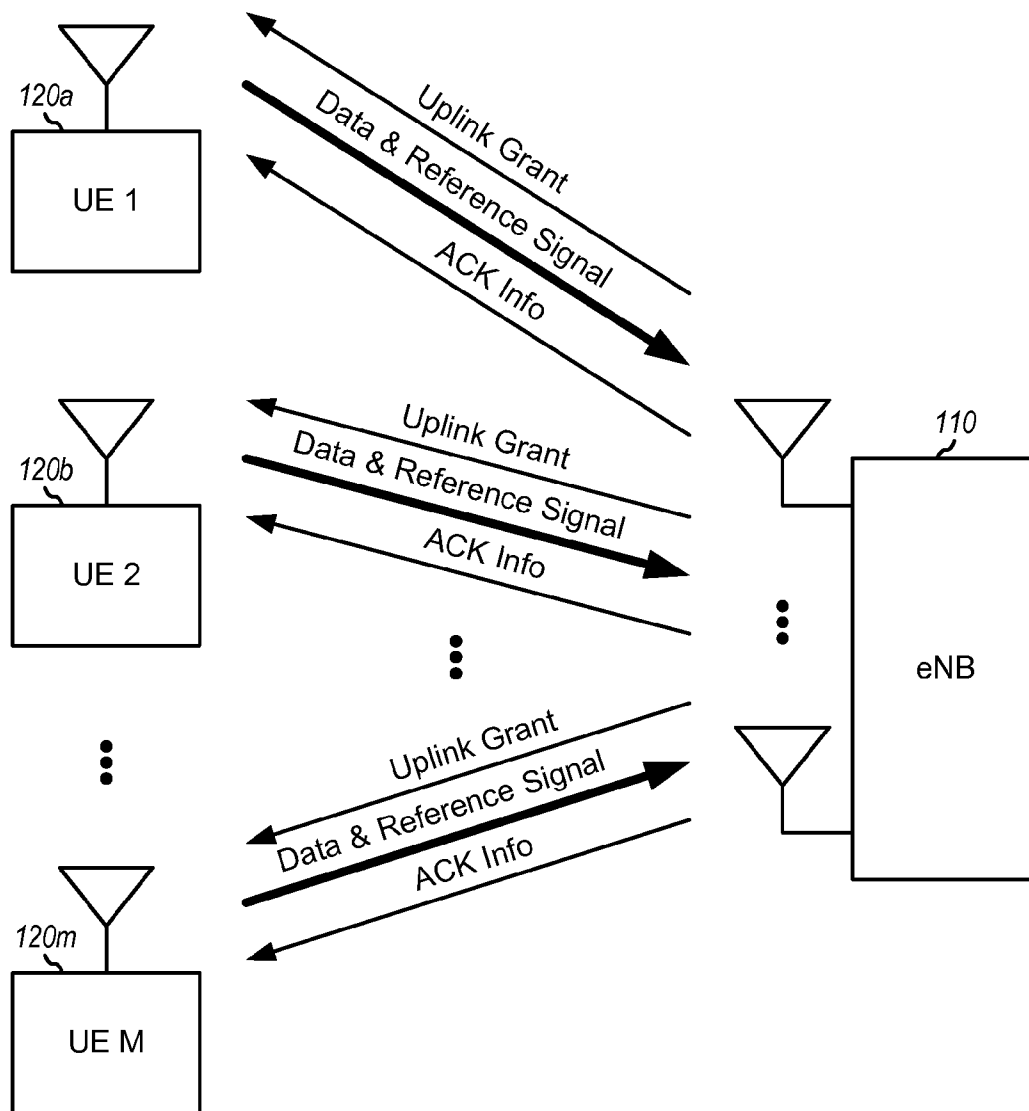 120a
UE 1
Uplink Grant
Data & Reference Signal
ACK Info
120b
UE 2
Uplink Grant
Data & Reference Signal
ACK Info
110
eNB
Uplink Grant
Data & Reference Signal
ACK Info
120m
UE M